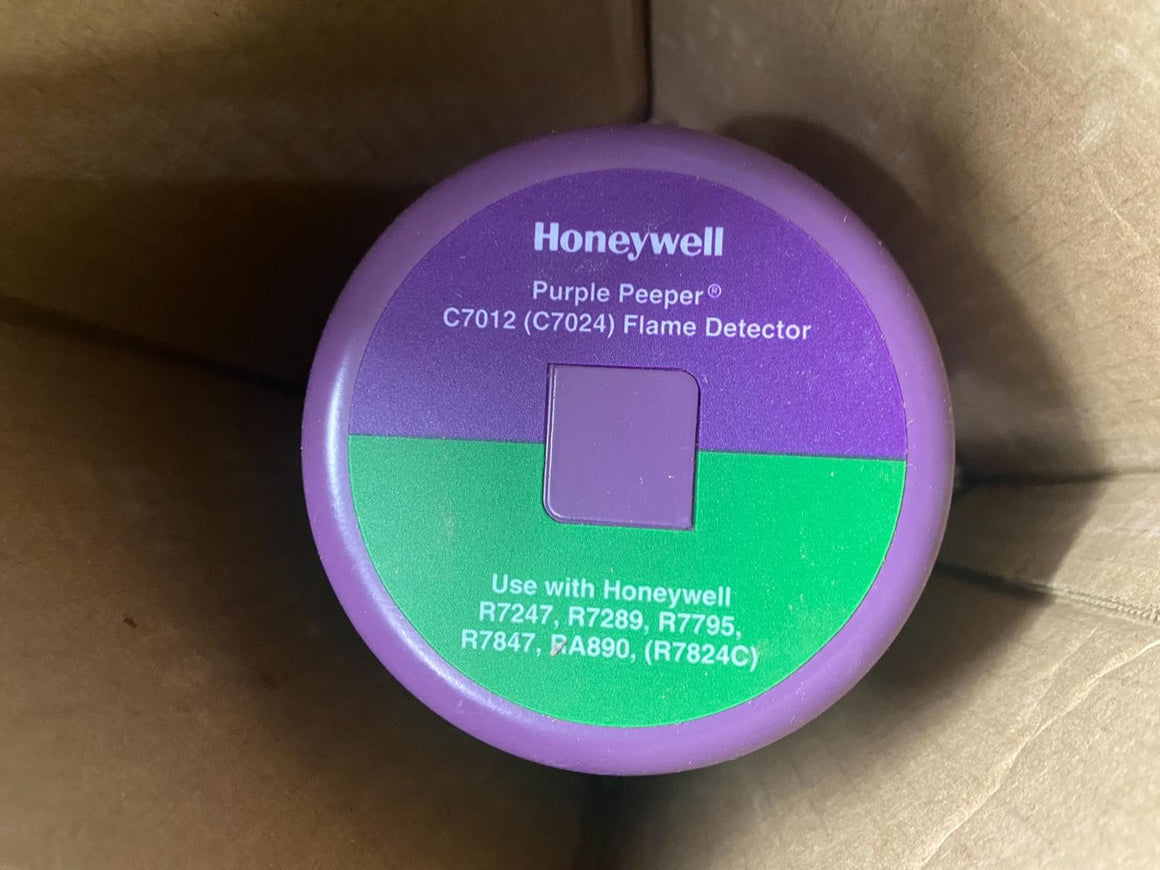 Honeywell
Purple Peeper®
C7012 (C7024) Flame Detector
Use with Honeywell
R7247, R7289, R7795,
R7847, RA890, (R7824C)